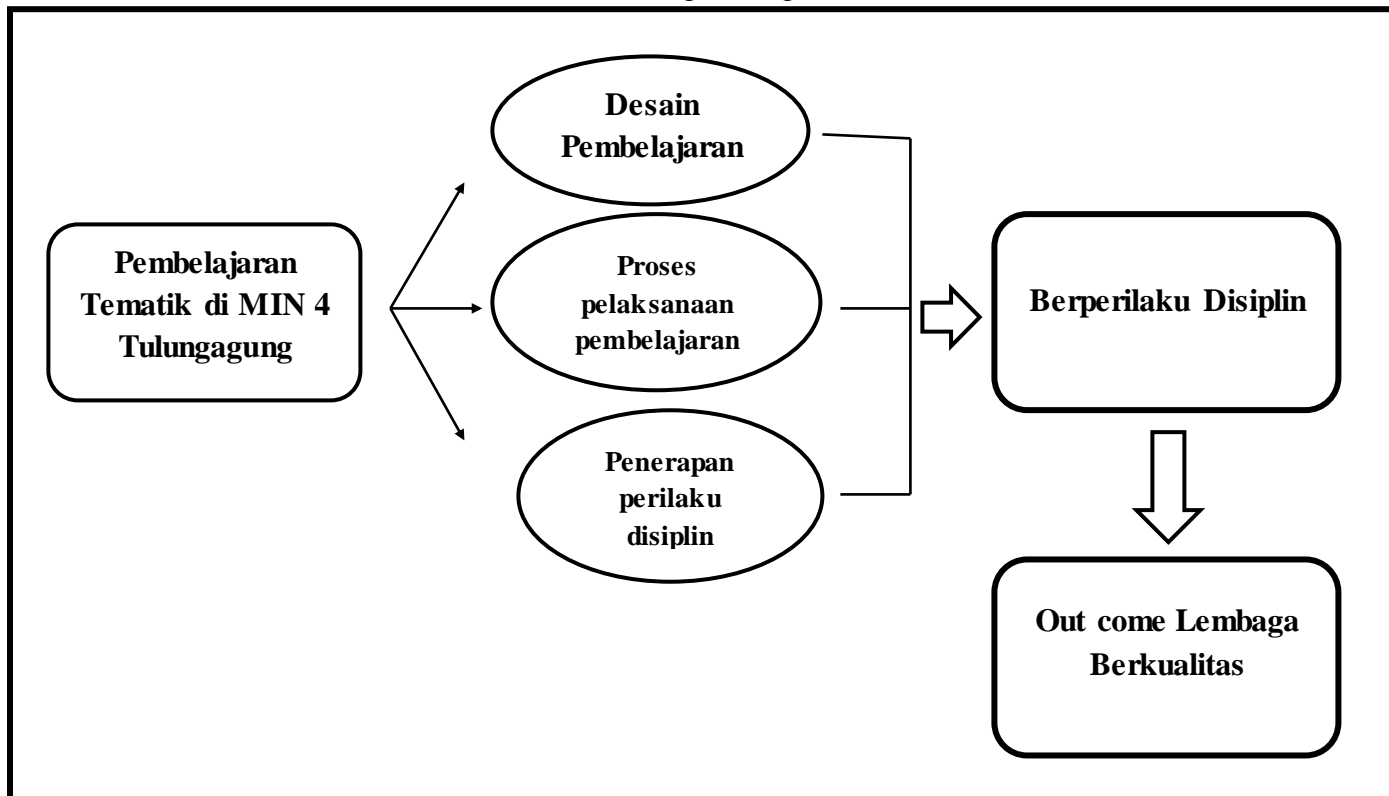 Pembelajaran
Tematik di MIN 4
Tulungagung
Desain
Pembelajaran
Proses
pelaksanaan
pembelajaran
Penerapan
perilaku
disiplin
Berperilaku Disiplin
Out come Lembaga
Berkualitas